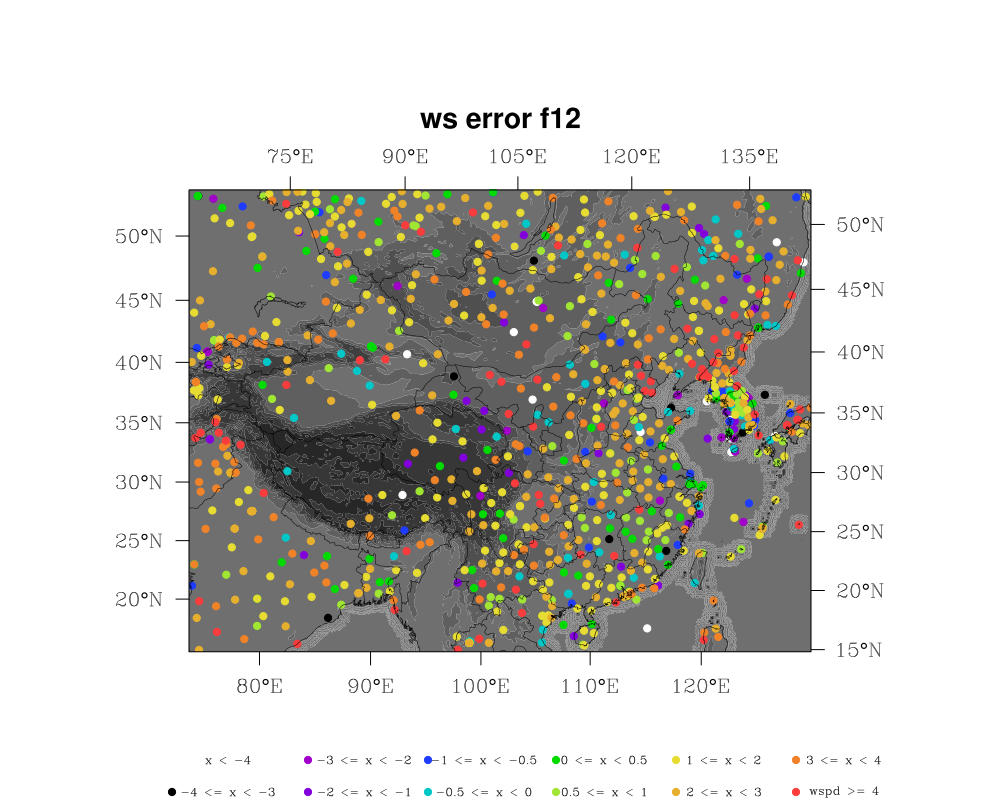 ws error f12
75°E 90°E 105°E 120°E 135°E
50°N 50°N
45°N 45°N
40°N 40°N
35°N 35°N
30°N 30°N
25°N 25°N
20°N 20°N
15°N
80°E 90°E 100°E 110°E 120°E
x < -4 -3 <= x < -2 -1 <= x < -0.5 0 <= x < 0.5 1 <= x < 2 3 <= x < 4
-4 <= x < -3 -2 <= x < -1 -0.5 <= x < 0 0.5 <= x < 1 2 <= x < 3 wspd >= 4